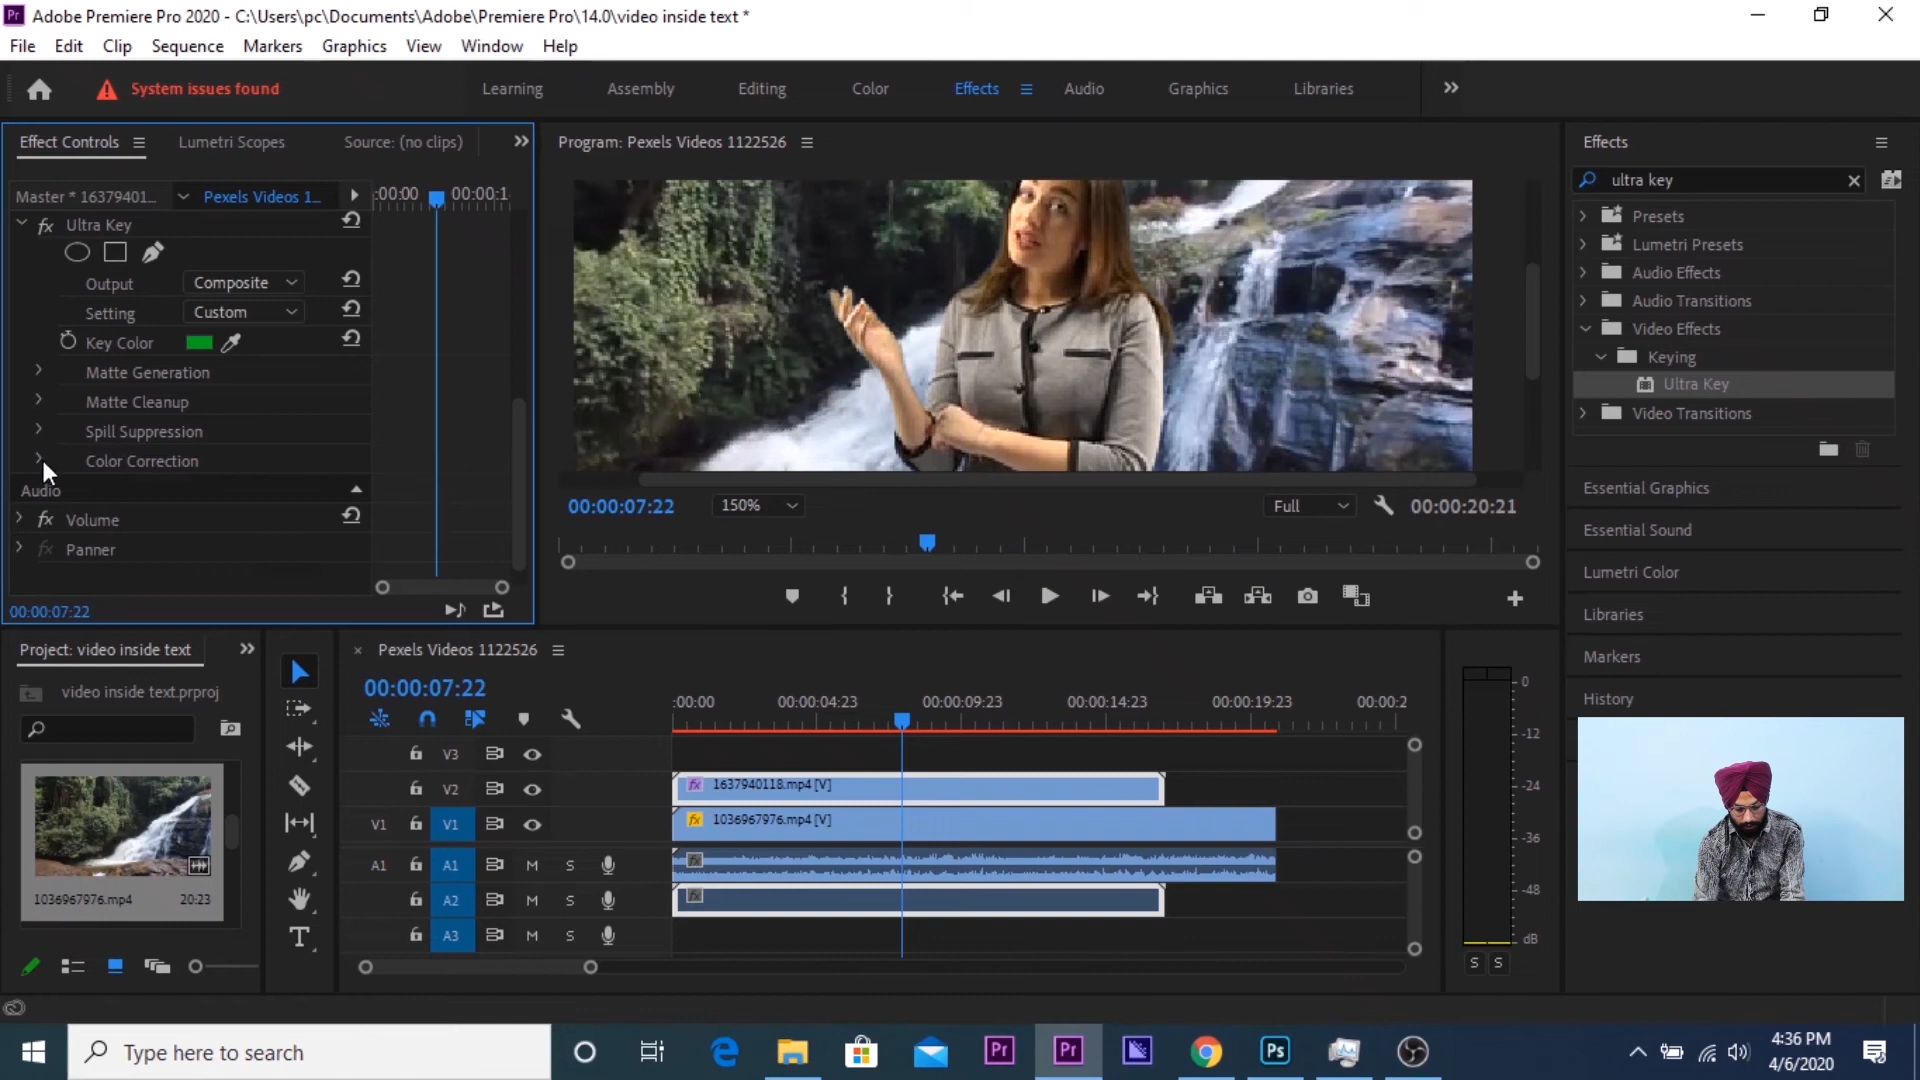 Adobe Premiere Pro 2020 - C:\Users\pc\Documents\Adobe\Premiere Pro\14.0\video inside text *
File Edit Clip Sequence Markers Graphics View Window Help
System issues found
Learning Assembly Editing Color Effects Audio Graphics Libraries
Effect Controls Lumetri Scopes Source: (no clips)
Master * 16379401... Pexels Videos 1... :00:00 00:00:1
Ultra Key
Output Composite
Setting Custom
Key Color
Matte Generation
Matte Cleanup
Spill Suppression
Color Correction
Audio
Volume
Panner
00:00:07:22
Program: Pexels Videos 1122526
00:00:07:22 150% Full 00:00:20:21
Effects
ultra key
Presets
Lumetri Presets
Audio Effects
Audio Transitions
Video Effects
Keying
Ultra Key
Video Transitions
Essential Graphics
Essential Sound
Lumetri Color
Libraries
Markers
History
Project: video inside text
video inside text.prproj
1036967976.mp4 20:23
Pexels Videos 1122526
00:00:07:22
:00:00 00:00:04:23 00:00:09:23 00:00:14:23 00:00:19:23 00:00:2
V3
V2 1637940118.mp4 [V]
V1 V1 1036967976.mp4 [V]
A1 A1 M S
A2 M S
A3 M S
0
-12
-24
-36
-48
dB
S S
Type here to search
4:36 PM
4/6/2020